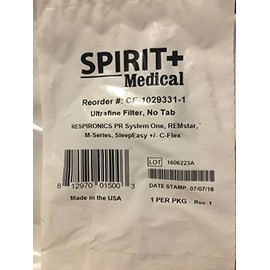 SPIRIT+
Medical
Reorder #: CF-1029331-1
Ultrafine Filter, No Tab
RESPIRONICS PR System One, REMstar,
M-Series, SleepEasy +/- C-Flex
LOT 1606223A
DATE STAMP: 07/07/16
8 12970 01500 3
Made in the USA
1 PER PKG - Rev. 1